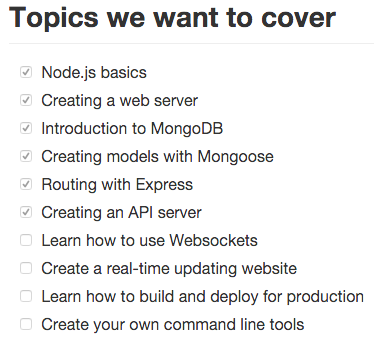 Topics we want to cover
Node.js basics
Creating a web server
Introduction to MongoDB
Creating models with Mongoose
Routing with Express
Creating an API server
Learn how to use Websockets
Create a real-time updating website
Learn how to build and deploy for production
Create your own command line tools